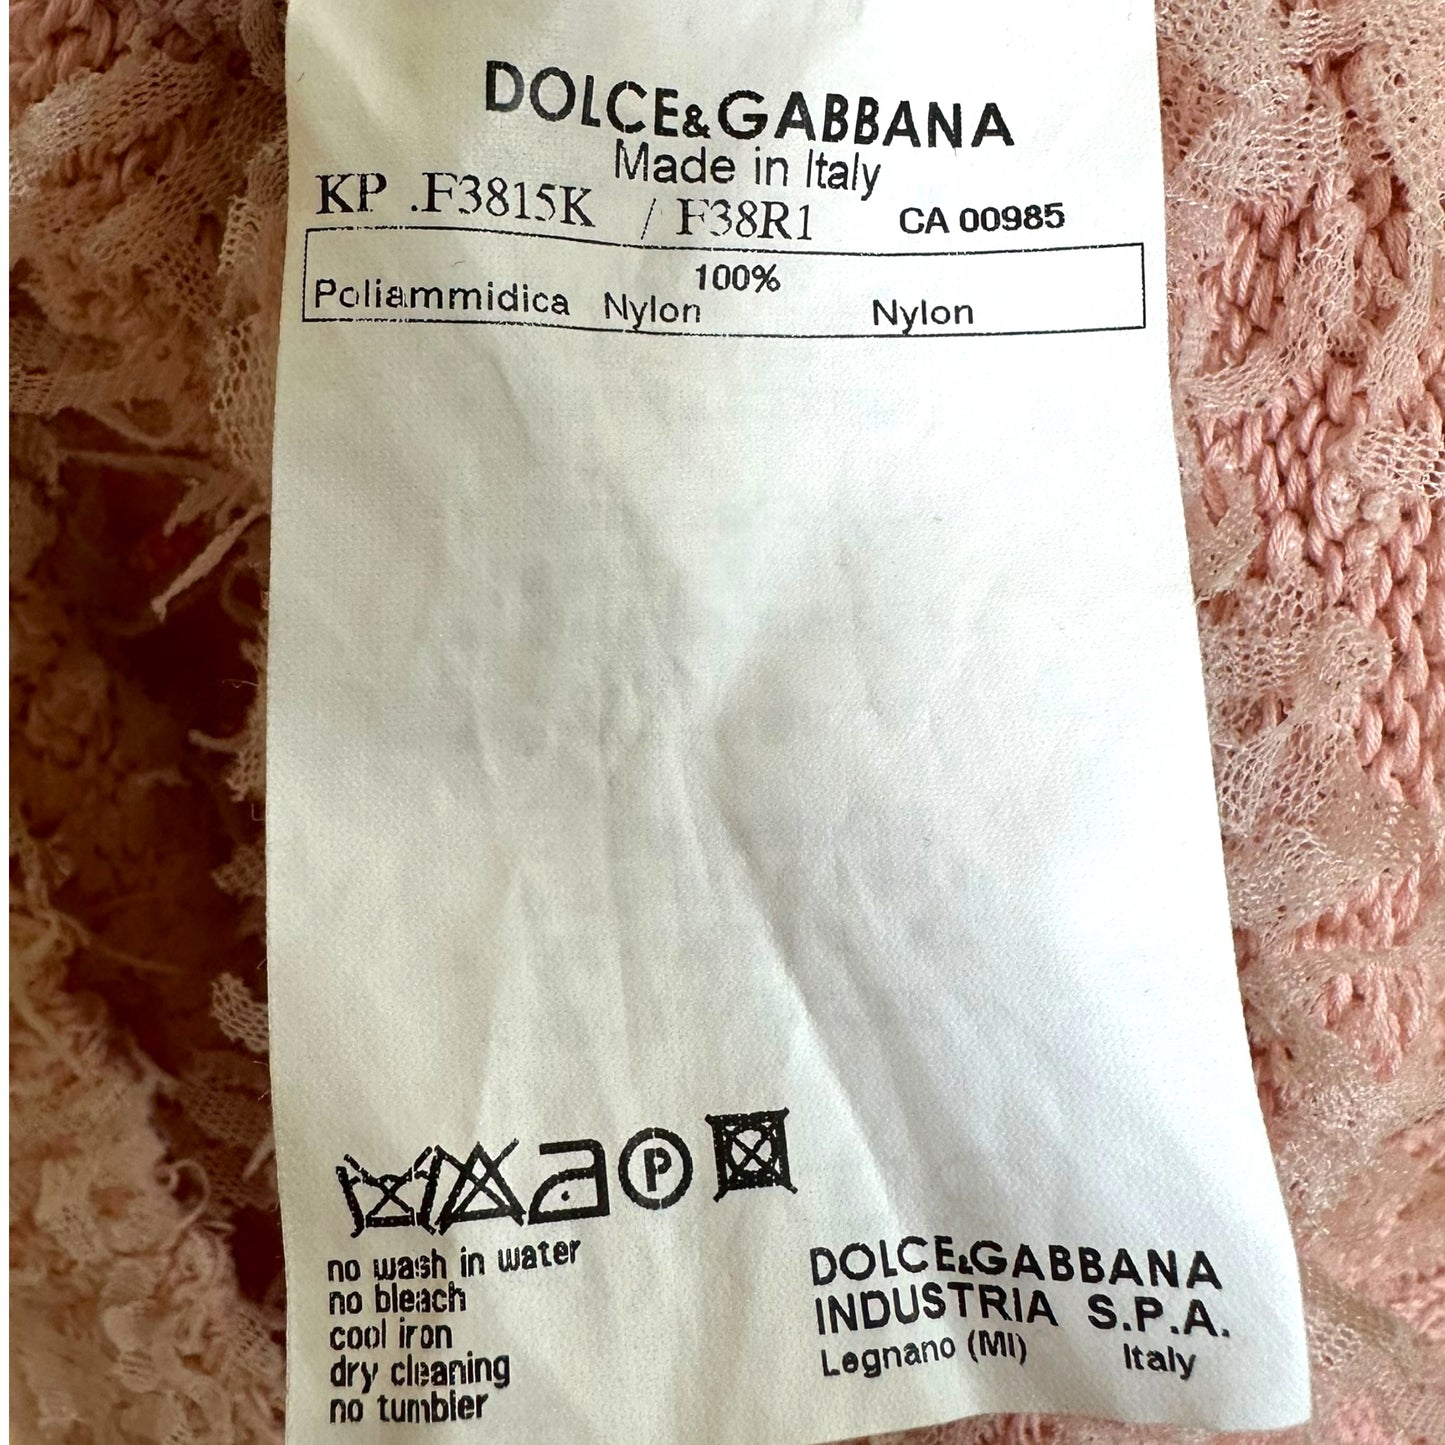 DOLCE&GABBANA
Made in Italy
KP .F3815K / F38R1 CA 00985
100%
Poliammidica Nylon Nylon
P
no wash in water
no bleach
cool iron
dry cleaning
no tumbler
DOLCE&GABBANA
INDUSTRIA S.P.A.
Legnano (MI) Italy